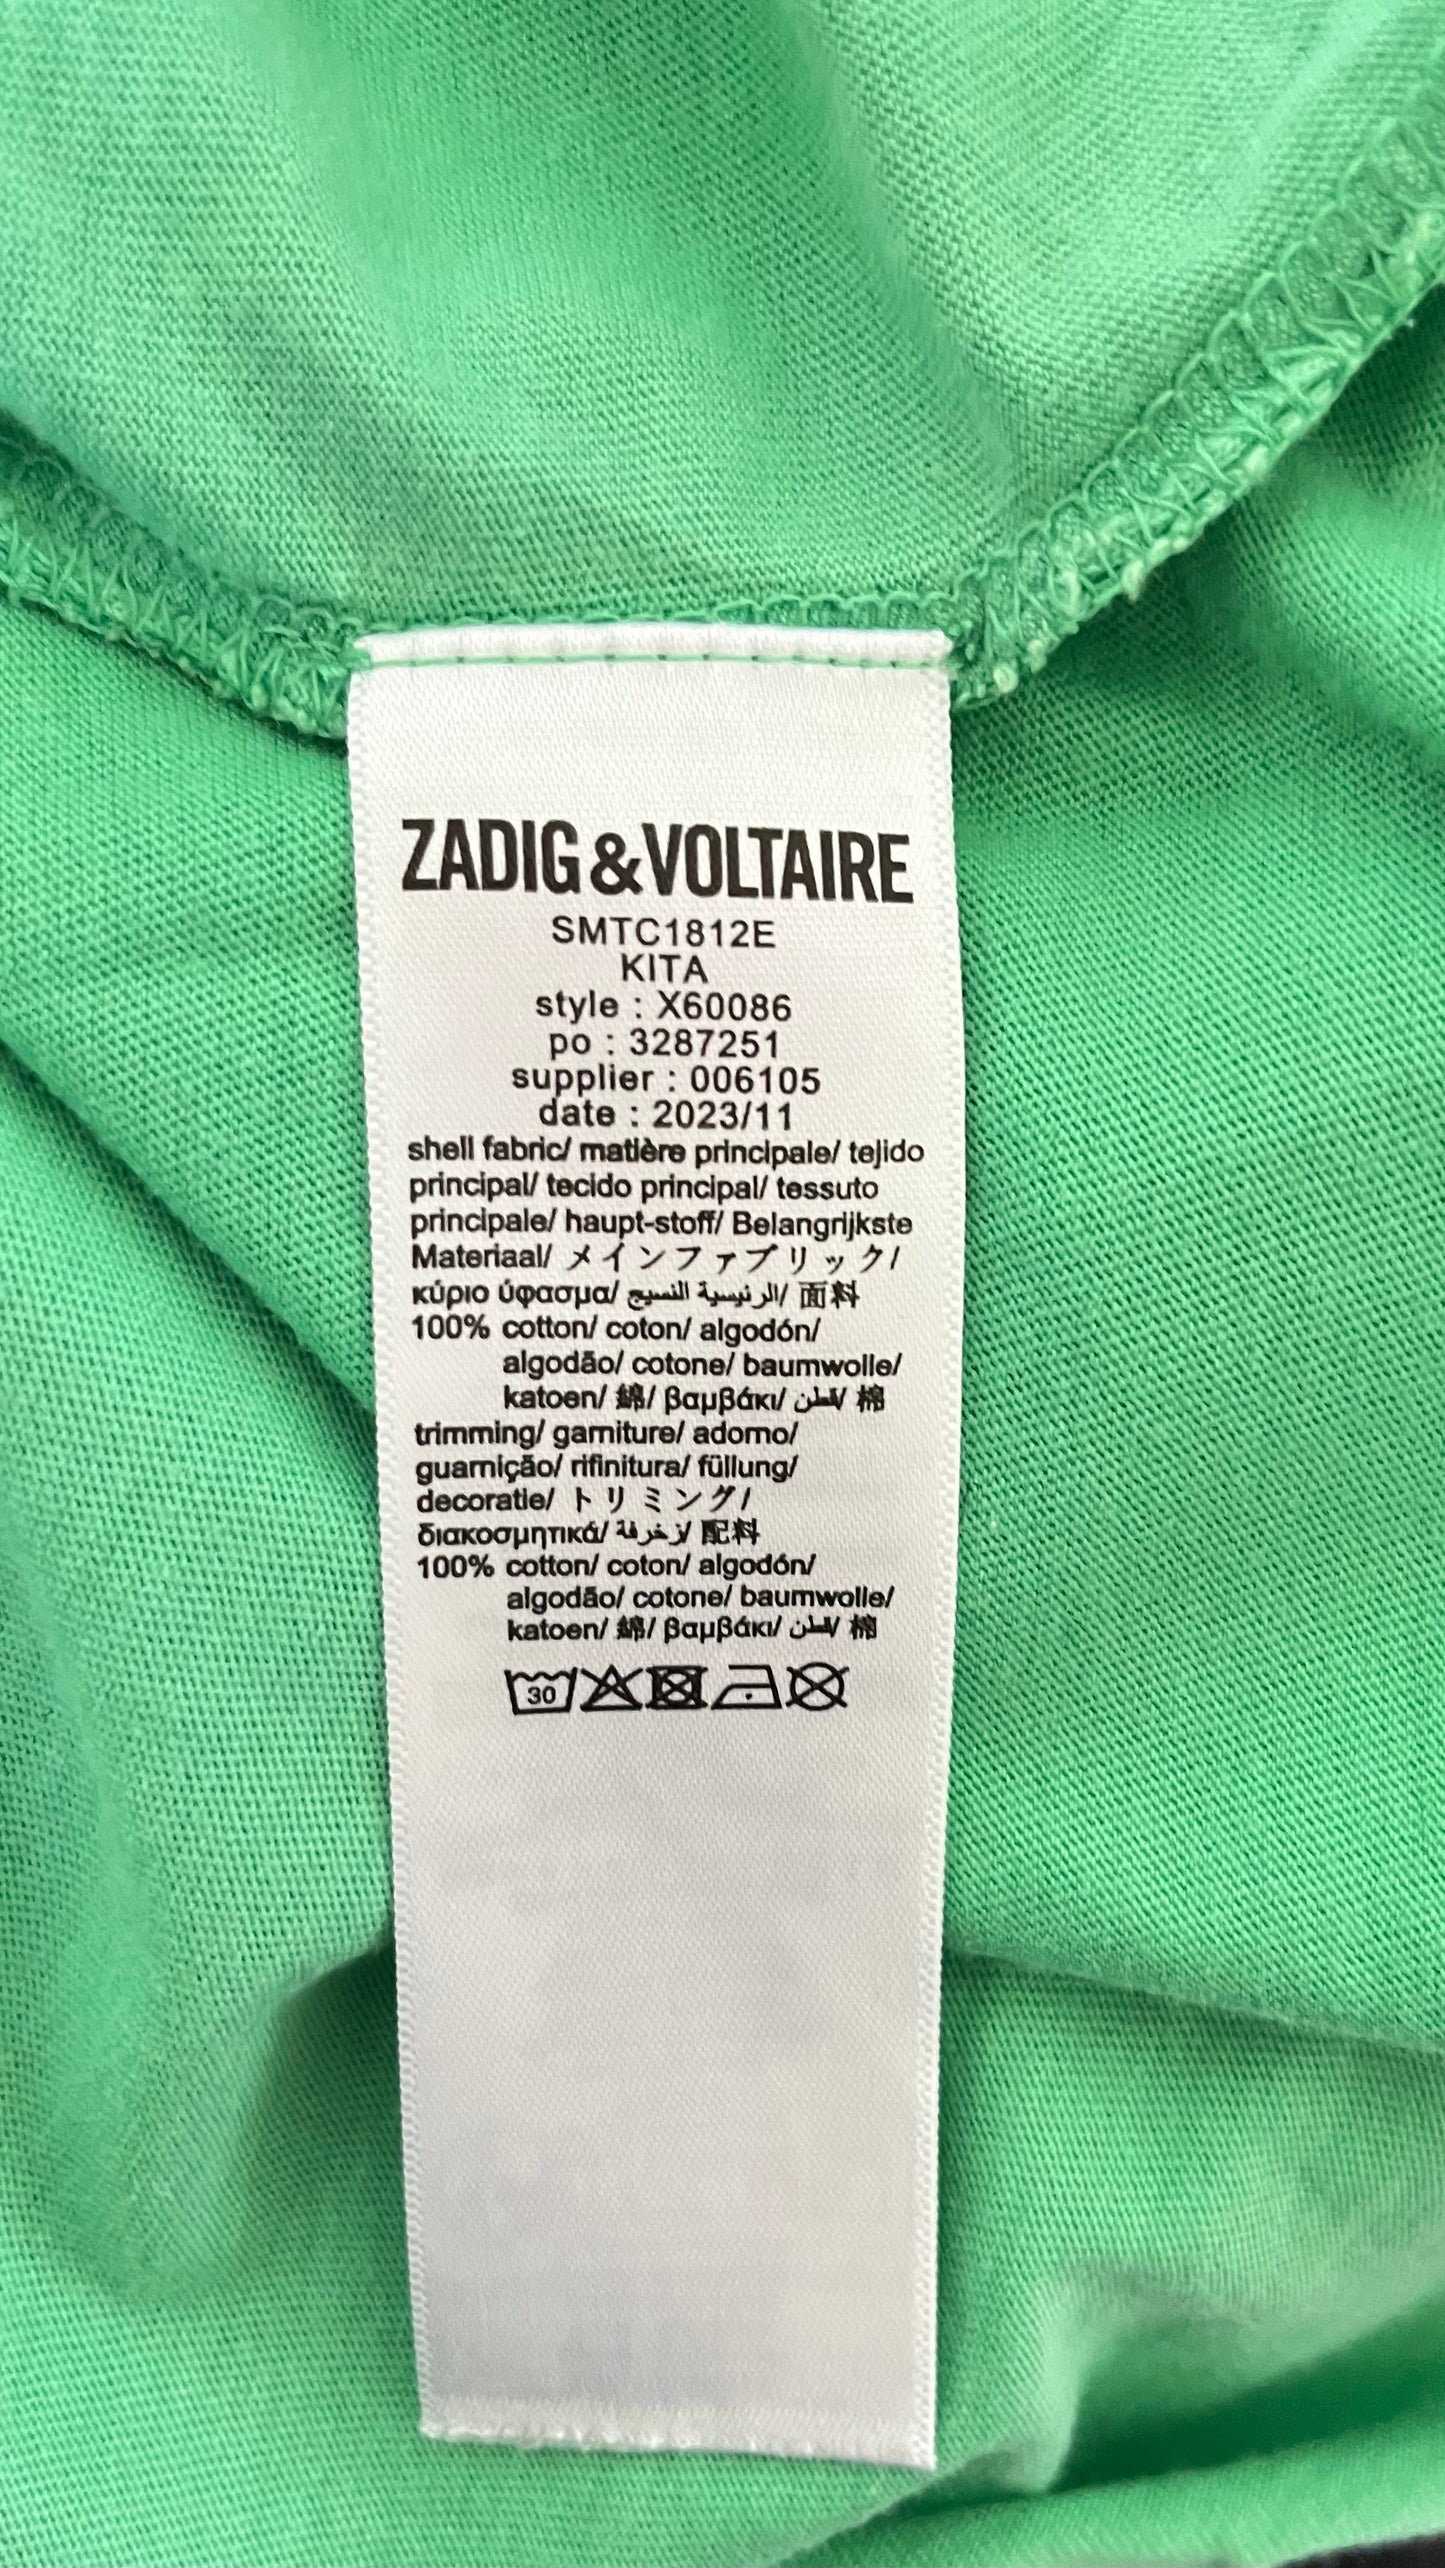 ZADIG&VOLTAIRE
SMTC1812E
KITA
style : X60086
po : 3287251
supplier : 006105
date : 2023/11
shell fabric/ matière principale/ tejido
principal/ tecido principal/ tessuto
principale/ haupt-stoff/ Belangrijkste
Materiaal/ メインファブリック/
κύριο ύφασμα/ الرئيسية النسيج/ 面料
100% cotton/ coton/ algodón/
algodão/ cotone/ baumwolle/
katoen/ 綿/ βαμβάκι/ قطن/ 棉
trimming/ garniture/ adorno/
guarnição/ rifinitura/ füllung/
decoratie/ トリミング/
διακοσμητικά/ زخرفة/ 配料
100% cotton/ coton/ algodón/
algodão/ cotone/ baumwolle/
katoen/ 綿/ βαμβάκι/ قطن/ 棉
30